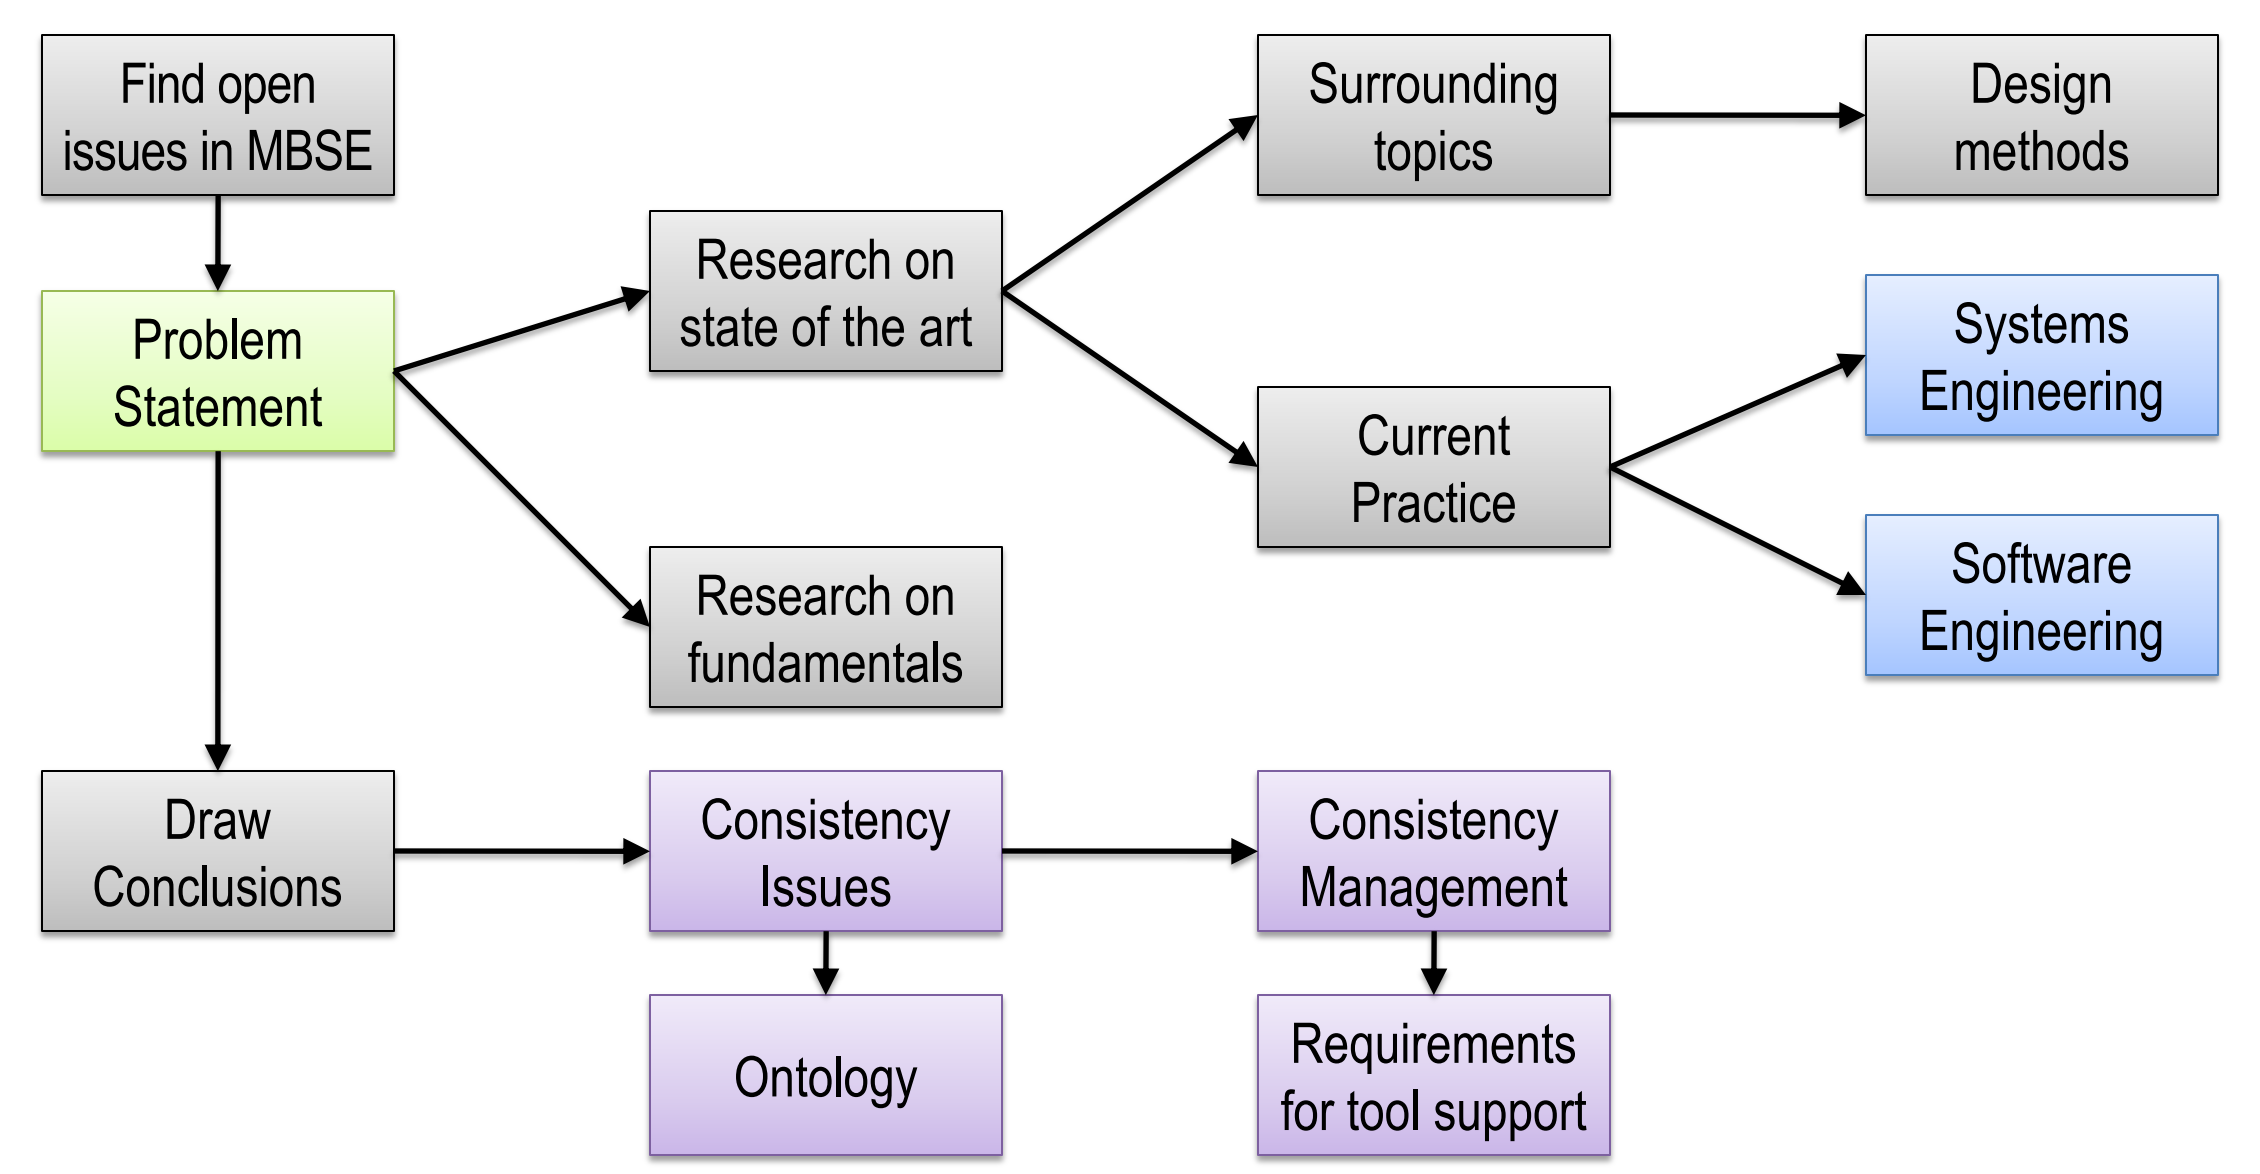 Find open
issues in MBSE
Surrounding
topics
Design
methods
Research on
state of the art
Problem
Statement
Systems
Engineering
Current
Practice
Software
Engineering
Research on
fundamentals
Draw
Conclusions
Consistency
Issues
Consistency
Management
Ontology
Requirements
for tool support